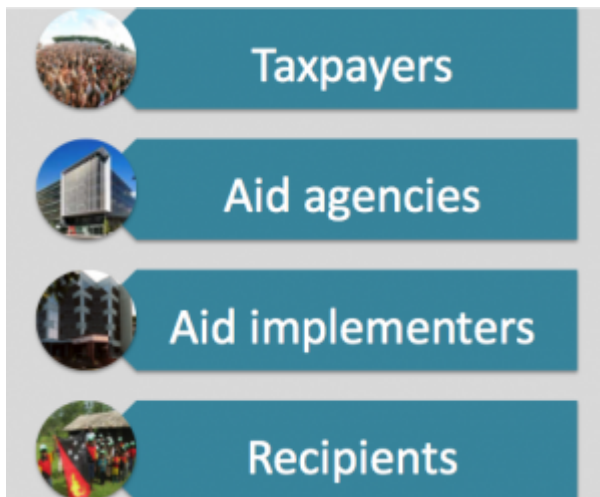 Taxpayers
Aid agencies
Aid implementers
Recipients